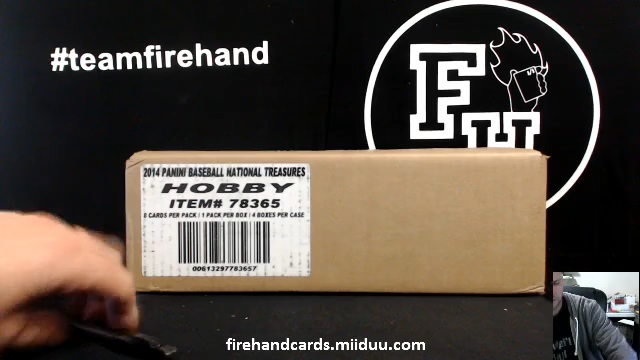 #teamfirehand
FH
2014 PANINI BASEBALL NATIONAL TREASURES
HOBBY
ITEM# 78365
8 CARDS PER PACK / 1 PACK PER BOX / 4 BOXES PER CASE
00613297783657
firehandcards.miiduu.com